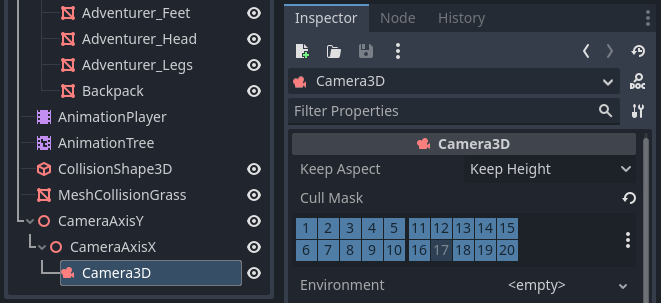 Adventurer_Feet
Adventurer_Head
Adventurer_Legs
Backpack
AnimationPlayer
AnimationTree
CollisionShape3D
MeshCollisionGrass
CameraAxisY
CameraAxisX
Camera3D
Inspector Node History
Camera3D
DOC
Filter Properties
Camera3D
Keep Aspect Keep Height
Cull Mask
1 2 3 4 5 11 12 13 14 15
6 7 8 9 10 16 17 18 19 20
Environment <empty>